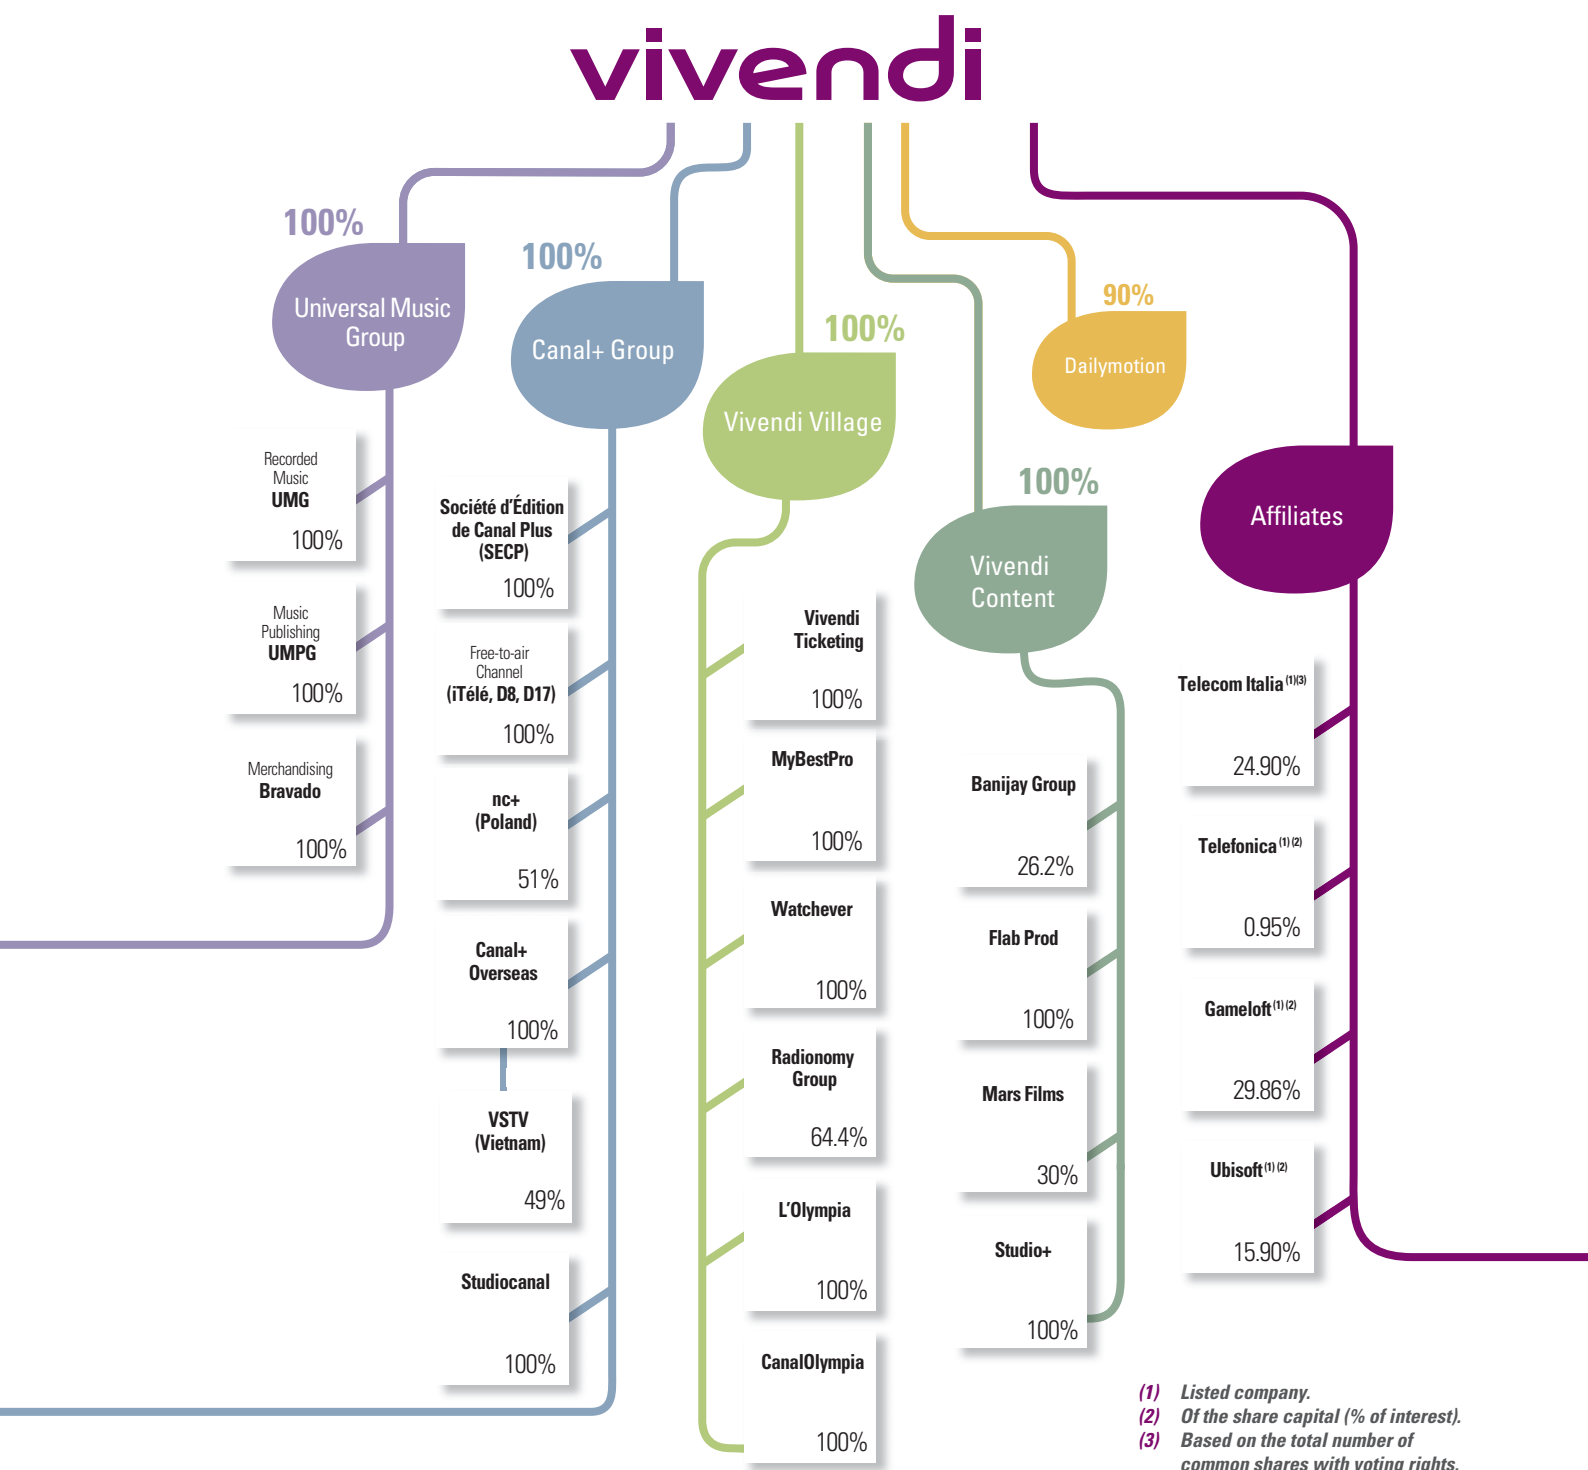 vivendi
100%
Universal Music
Group
Recorded
Music
UMG
100%
Music
Publishing
UMPG
100%
Merchandising
Bravado
100%
100%
Canal+ Group
Société d'Édition
de Canal Plus
(SECP)
100%
Free-to-air
Channel
(iTélé, D8, D17)
100%
nc+
(Poland)
51%
Canal+
Overseas
100%
VSTV
(Vietnam)
49%
Studiocanal
100%
100%
Vivendi Village
Vivendi
Ticketing
100%
MyBestPro
100%
Watchever
100%
Radionomy
Group
64.4%
L'Olympia
100%
CanalOlympia
100%
100%
Vivendi
Content
Banijay Group
26.2%
Flab Prod
100%
Mars Films
30%
Studio+
100%
90%
Dailymotion
Affiliates
Telecom Italia (1)(3)
24.90%
Telefonica (1) (2)
0.95%
Gameloft (1) (2)
29.86%
Ubisoft (1) (2)
15.90%
(1) Listed company.
(2) Of the share capital (% of interest).
(3) Based on the total number of
common shares with voting rights.